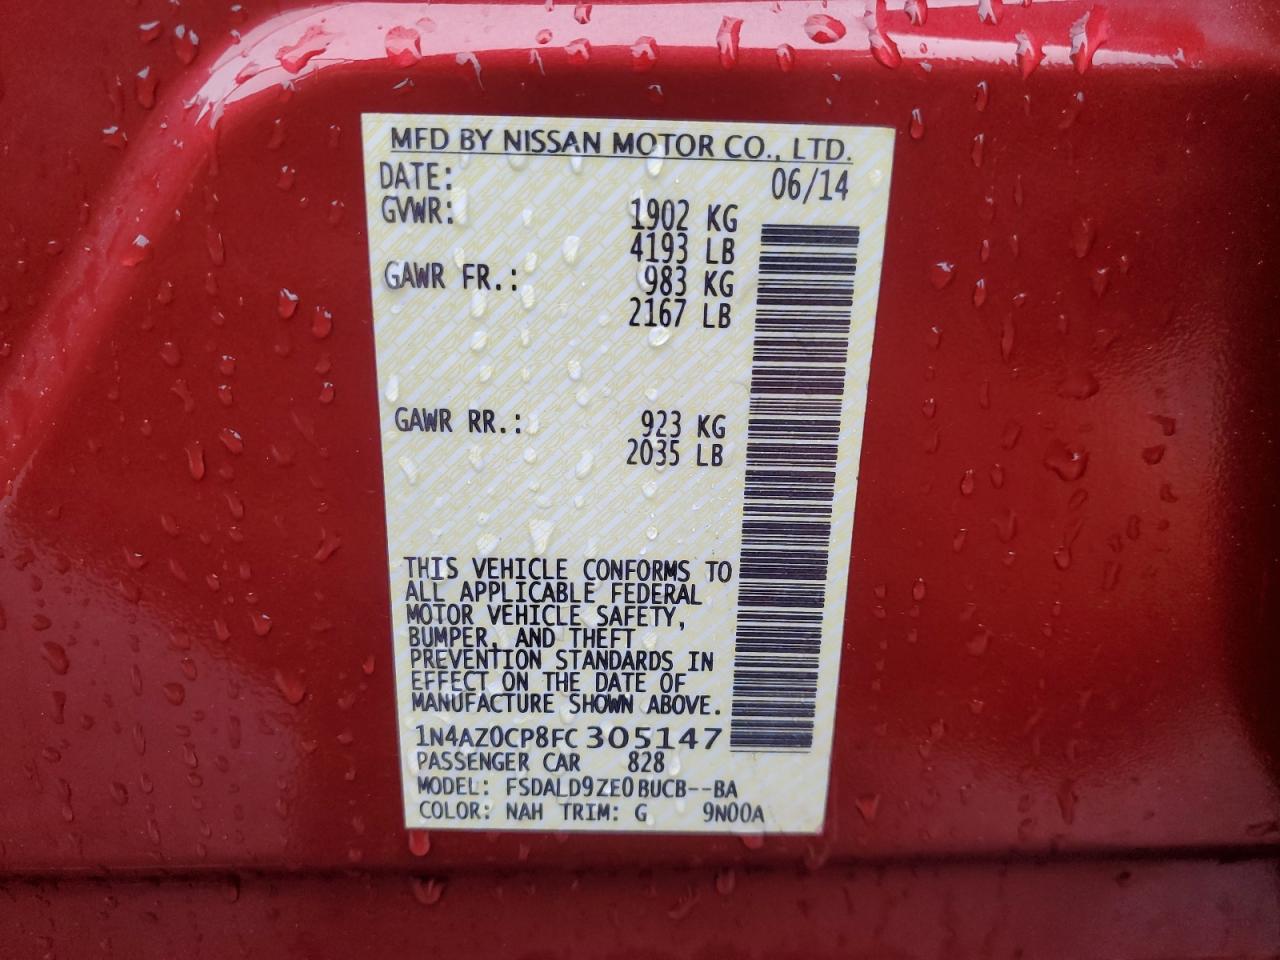 MFD BY NISSAN MOTOR CO., LTD.
DATE: 06/14
GVWR: 1902 KG
4193 LB
GAWR FR.: 983 KG
2167 LB
GAWR RR.: 923 KG
2035 LB
THIS VEHICLE CONFORMS TO
ALL APPLICABLE FEDERAL
MOTOR VEHICLE SAFETY,
BUMPER, AND THEFT
PREVENTION STANDARDS IN
EFFECT ON THE DATE OF
MANUFACTURE SHOWN ABOVE.
1N4AZ0CP8FC305147
PASSENGER CAR 828
MODEL: FSDALD9ZE0BUCB--BA
COLOR: NAH TRIM: G 9N00A